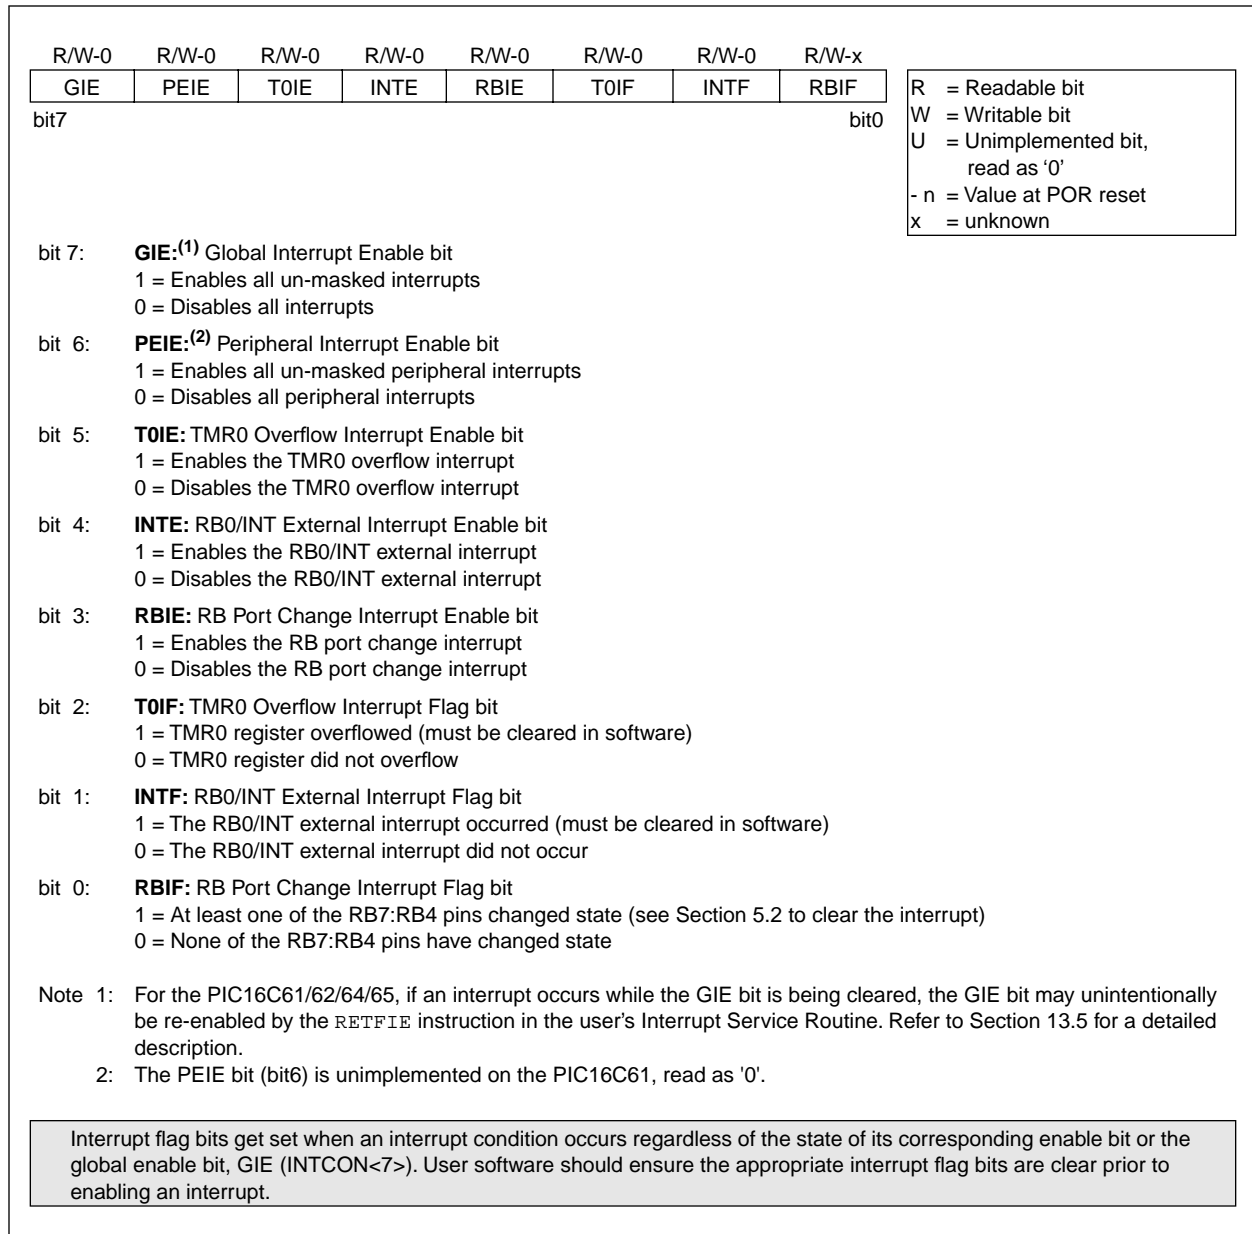 R/W-0 R/W-0 R/W-0 R/W-0 R/W-0 R/W-0 R/W-0 R/W-x
GIE PEIE T0IE INTE RBIE T0IF INTF RBIF
bit7 bit0
R = Readable bit
W = Writable bit
U = Unimplemented bit,
read as ‘0’
- n = Value at POR reset
x = unknown
bit 7: GIE:(1) Global Interrupt Enable bit
1 = Enables all un-masked interrupts
0 = Disables all interrupts
bit 6: PEIE:(2) Peripheral Interrupt Enable bit
1 = Enables all un-masked peripheral interrupts
0 = Disables all peripheral interrupts
bit 5: T0IE: TMR0 Overflow Interrupt Enable bit
1 = Enables the TMR0 overflow interrupt
0 = Disables the TMR0 overflow interrupt
bit 4: INTE: RB0/INT External Interrupt Enable bit
1 = Enables the RB0/INT external interrupt
0 = Disables the RB0/INT external interrupt
bit 3: RBIE: RB Port Change Interrupt Enable bit
1 = Enables the RB port change interrupt
0 = Disables the RB port change interrupt
bit 2: T0IF: TMR0 Overflow Interrupt Flag bit
1 = TMR0 register overflowed (must be cleared in software)
0 = TMR0 register did not overflow
bit 1: INTF: RB0/INT External Interrupt Flag bit
1 = The RB0/INT external interrupt occurred (must be cleared in software)
0 = The RB0/INT external interrupt did not occur
bit 0: RBIF: RB Port Change Interrupt Flag bit
1 = At least one of the RB7:RB4 pins changed state (see Section 5.2 to clear the interrupt)
0 = None of the RB7:RB4 pins have changed state
Note 1: For the PIC16C61/62/64/65, if an interrupt occurs while the GIE bit is being cleared, the GIE bit may unintentionally
be re-enabled by the RETFIE instruction in the user’s Interrupt Service Routine. Refer to Section 13.5 for a detailed
description.
2: The PEIE bit (bit6) is unimplemented on the PIC16C61, read as '0'.
Interrupt flag bits get set when an interrupt condition occurs regardless of the state of its corresponding enable bit or the
global enable bit, GIE (INTCON<7>). User software should ensure the appropriate interrupt flag bits are clear prior to
enabling an interrupt.